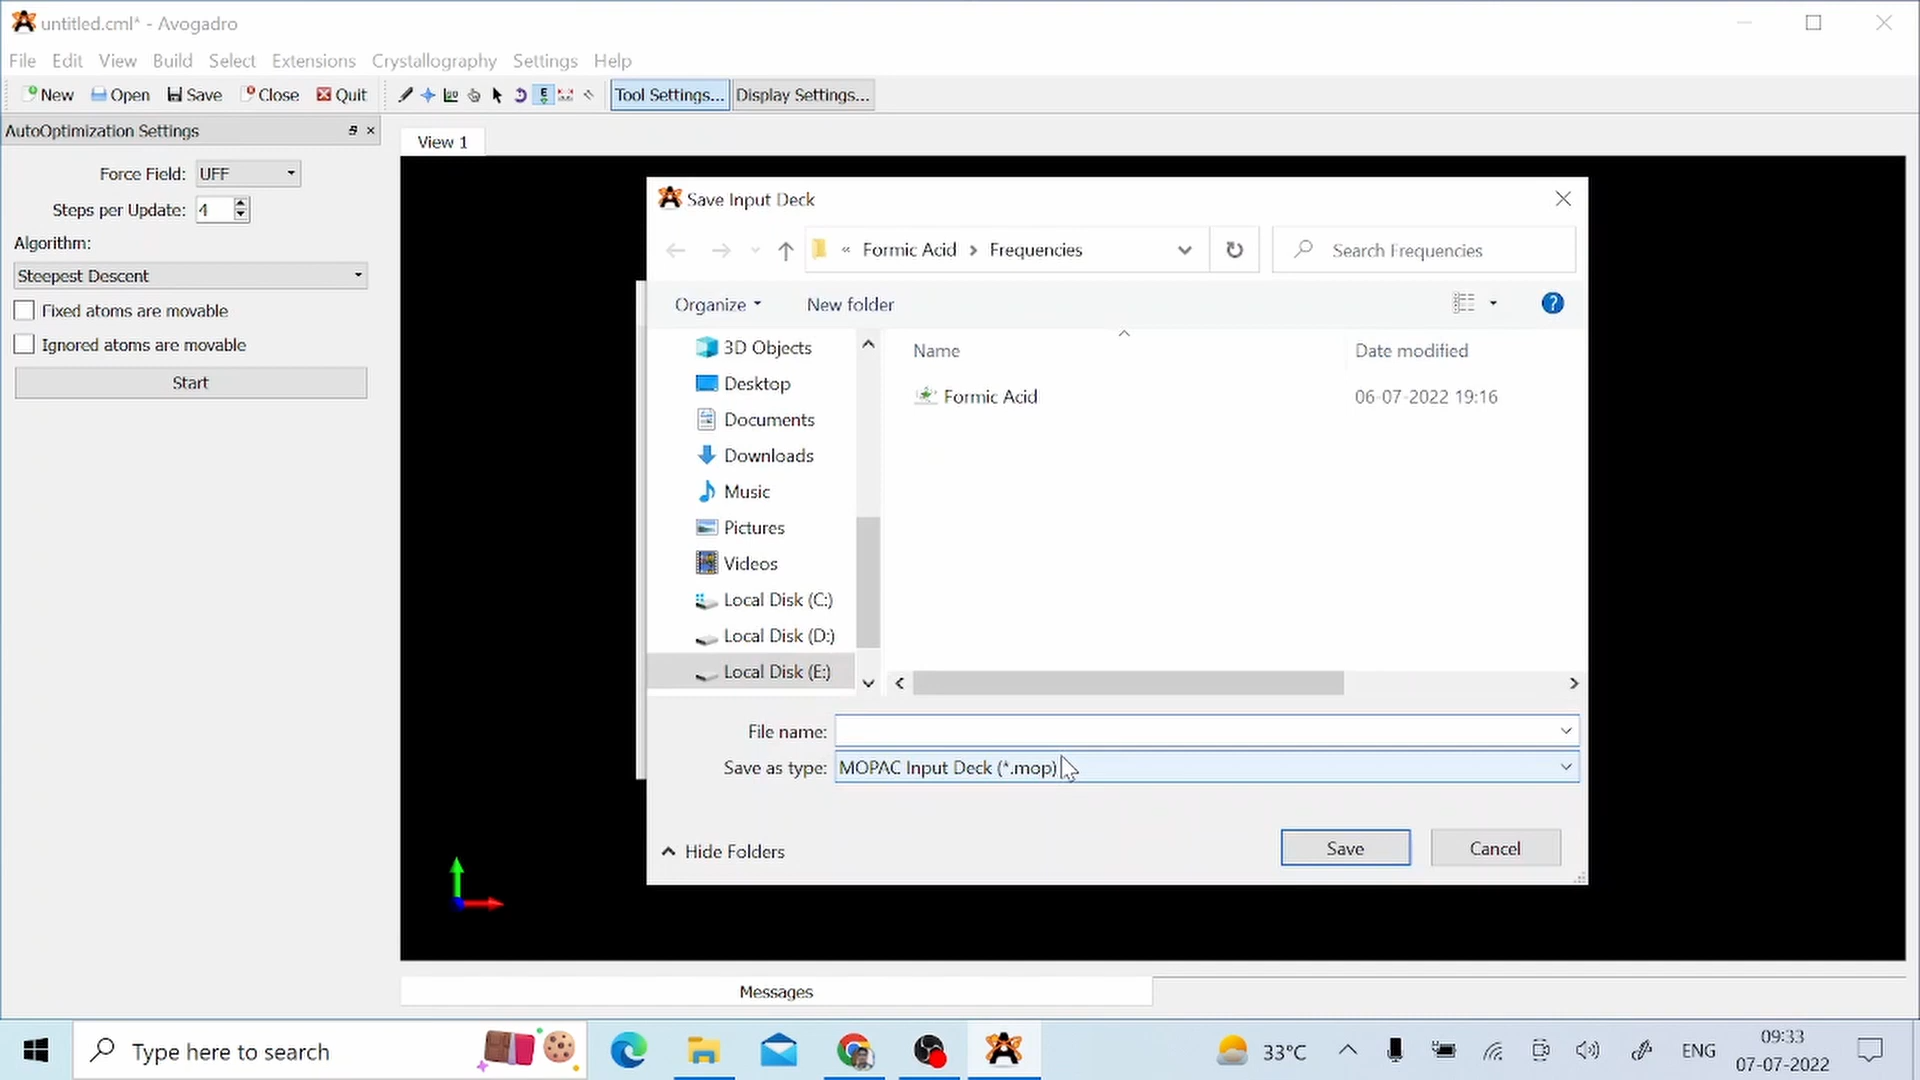 untitled.cml* - Avogadro
File Edit View Build Select Extensions Crystallography Settings Help
New Open Save Close Quit Tool Settings... Display Settings...
AutoOptimization Settings
Force Field: UFF
Steps per Update: 4
Algorithm:
Steepest Descent
Fixed atoms are movable
Ignored atoms are movable
Start
View 1
Save Input Deck
« Formic Acid > Frequencies
Search Frequencies
Organize New folder
?
3D Objects
Desktop
Documents
Downloads
Music
Pictures
Videos
Local Disk (C:)
Local Disk (D:)
Local Disk (E:)
Name Date modified
Formic Acid 06-07-2022 19:16
File name:
Save as type: MOPAC Input Deck (*.mop)
Hide Folders
Save Cancel
Messages
Type here to search
33°C
ENG
09:33
07-07-2022